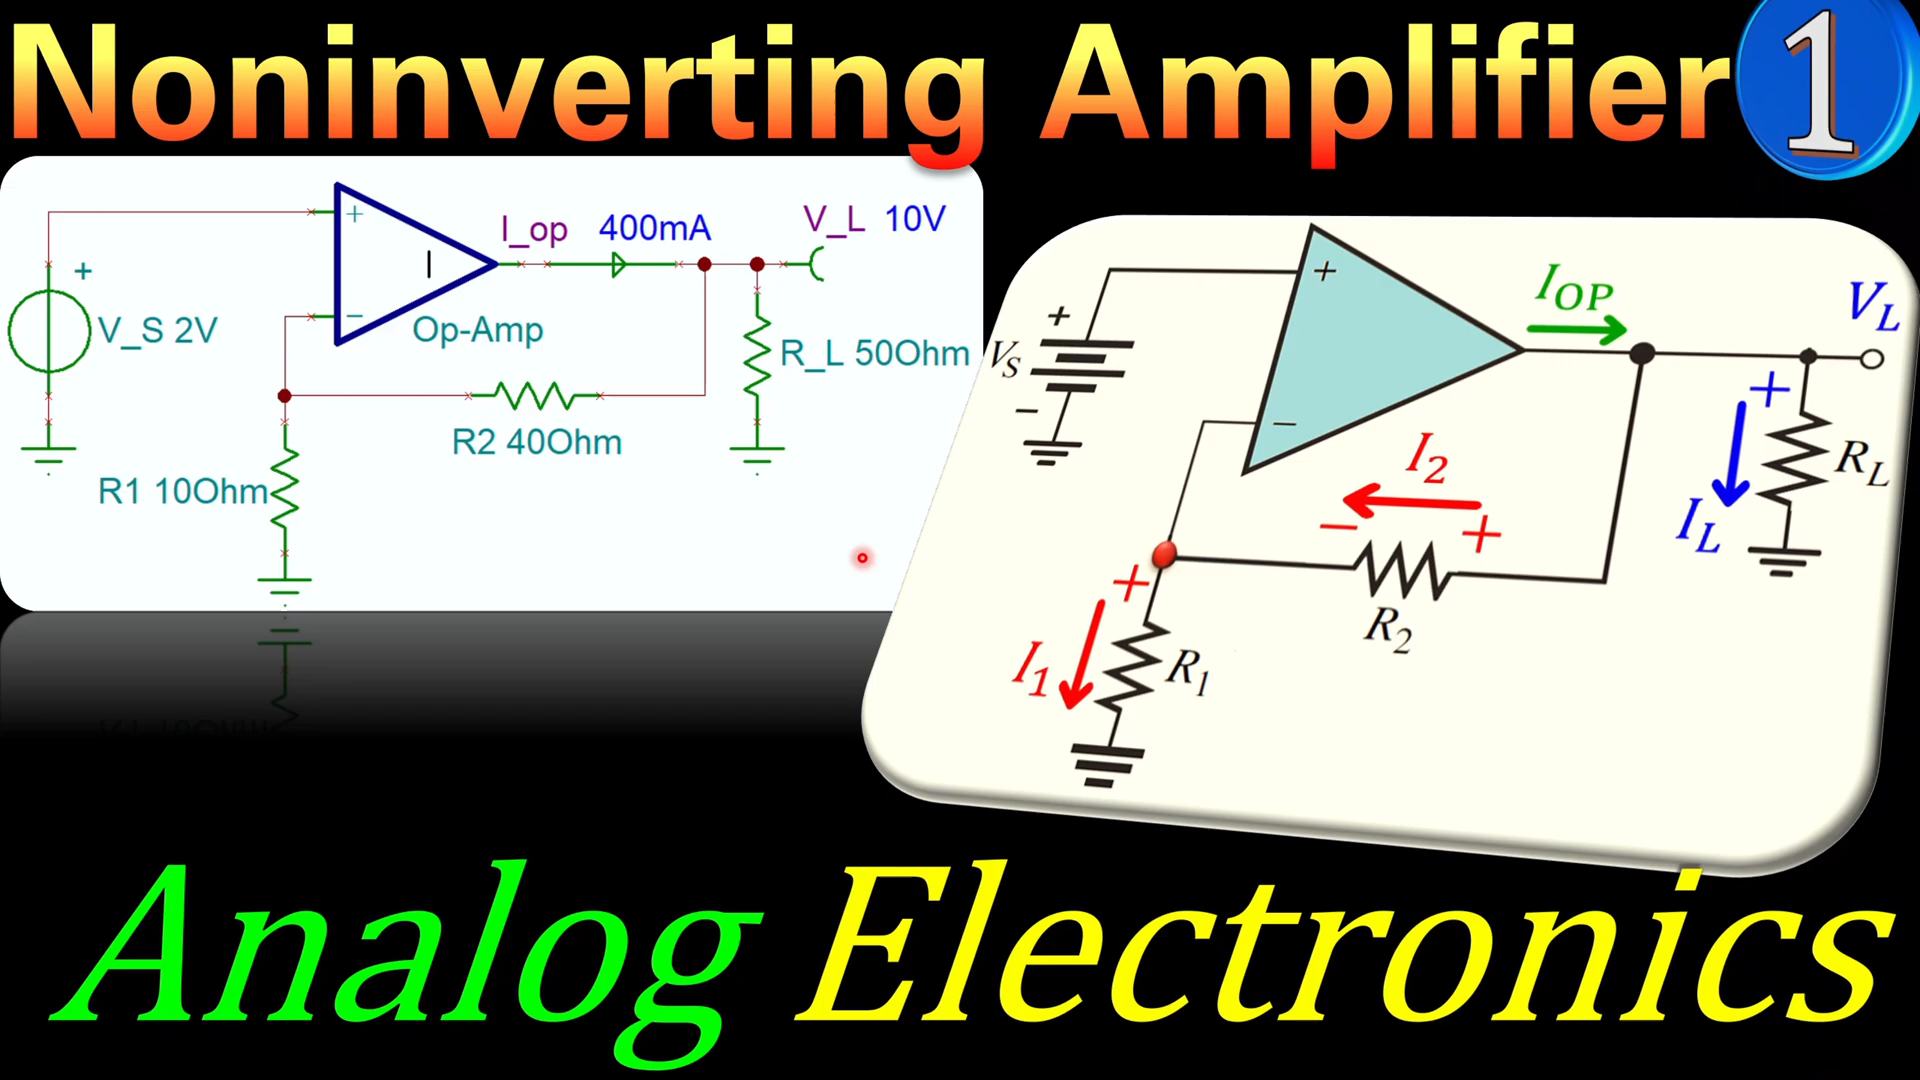 Noninverting Amplifier 1
+
I_op 400mA
V_L 10V
+
V_S 2V
I
−
Op-Amp
R_L 50Ohm
R2 40Ohm
R1 10Ohm
+
−
V_S
+
−
I_OP
V_L
I_2
−
+
+
I_L
R_L
R_2
+
I_1
R_1
Analog Electronics